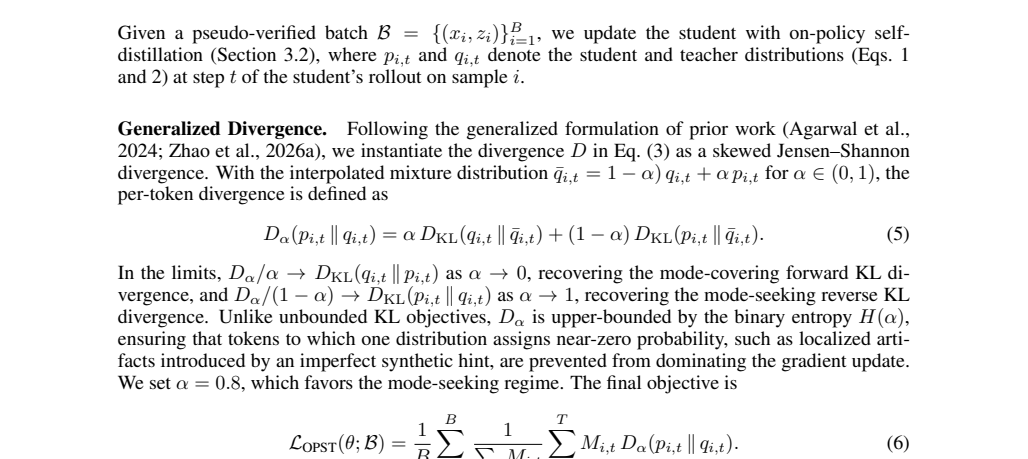 Given a pseudo-verified batch B = {(x_i, z_i)}_{i=1}^B, we update the student with on-policy self-
distillation (Section 3.2), where p_{i,t} and q_{i,t} denote the student and teacher distributions (Eqs. 1
and 2) at step t of the student's rollout on sample i.
Generalized Divergence. Following the generalized formulation of prior work (Agarwal et al.,
2024; Zhao et al., 2026a), we instantiate the divergence D in Eq. (3) as a skewed Jensen–Shannon
divergence. With the interpolated mixture distribution q̄_{i,t} = 1 − α) q_{i,t} + α p_{i,t} for α ∈ (0, 1), the
per-token divergence is defined as
D_α(p_{i,t} ∥ q_{i,t}) = α D_KL(q_{i,t} ∥ q̄_{i,t}) + (1 − α) D_KL(p_{i,t} ∥ q̄_{i,t}). (5)
In the limits, D_α/α → D_KL(q_{i,t} ∥ p_{i,t}) as α → 0, recovering the mode-covering forward KL di-
vergence, and D_α/(1 − α) → D_KL(p_{i,t} ∥ q_{i,t}) as α → 1, recovering the mode-seeking reverse KL
divergence. Unlike unbounded KL objectives, D_α is upper-bounded by the binary entropy H(α),
ensuring that tokens to which one distribution assigns near-zero probability, such as localized arti-
facts introduced by an imperfect synthetic hint, are prevented from dominating the gradient update.
We set α = 0.8, which favors the mode-seeking regime. The final objective is
L_OPST(θ; B) = 1/B ∑^B 1/∑ M_{i,t} ∑^T M_{i,t} D_α(p_{i,t} ∥ q_{i,t}). (6)